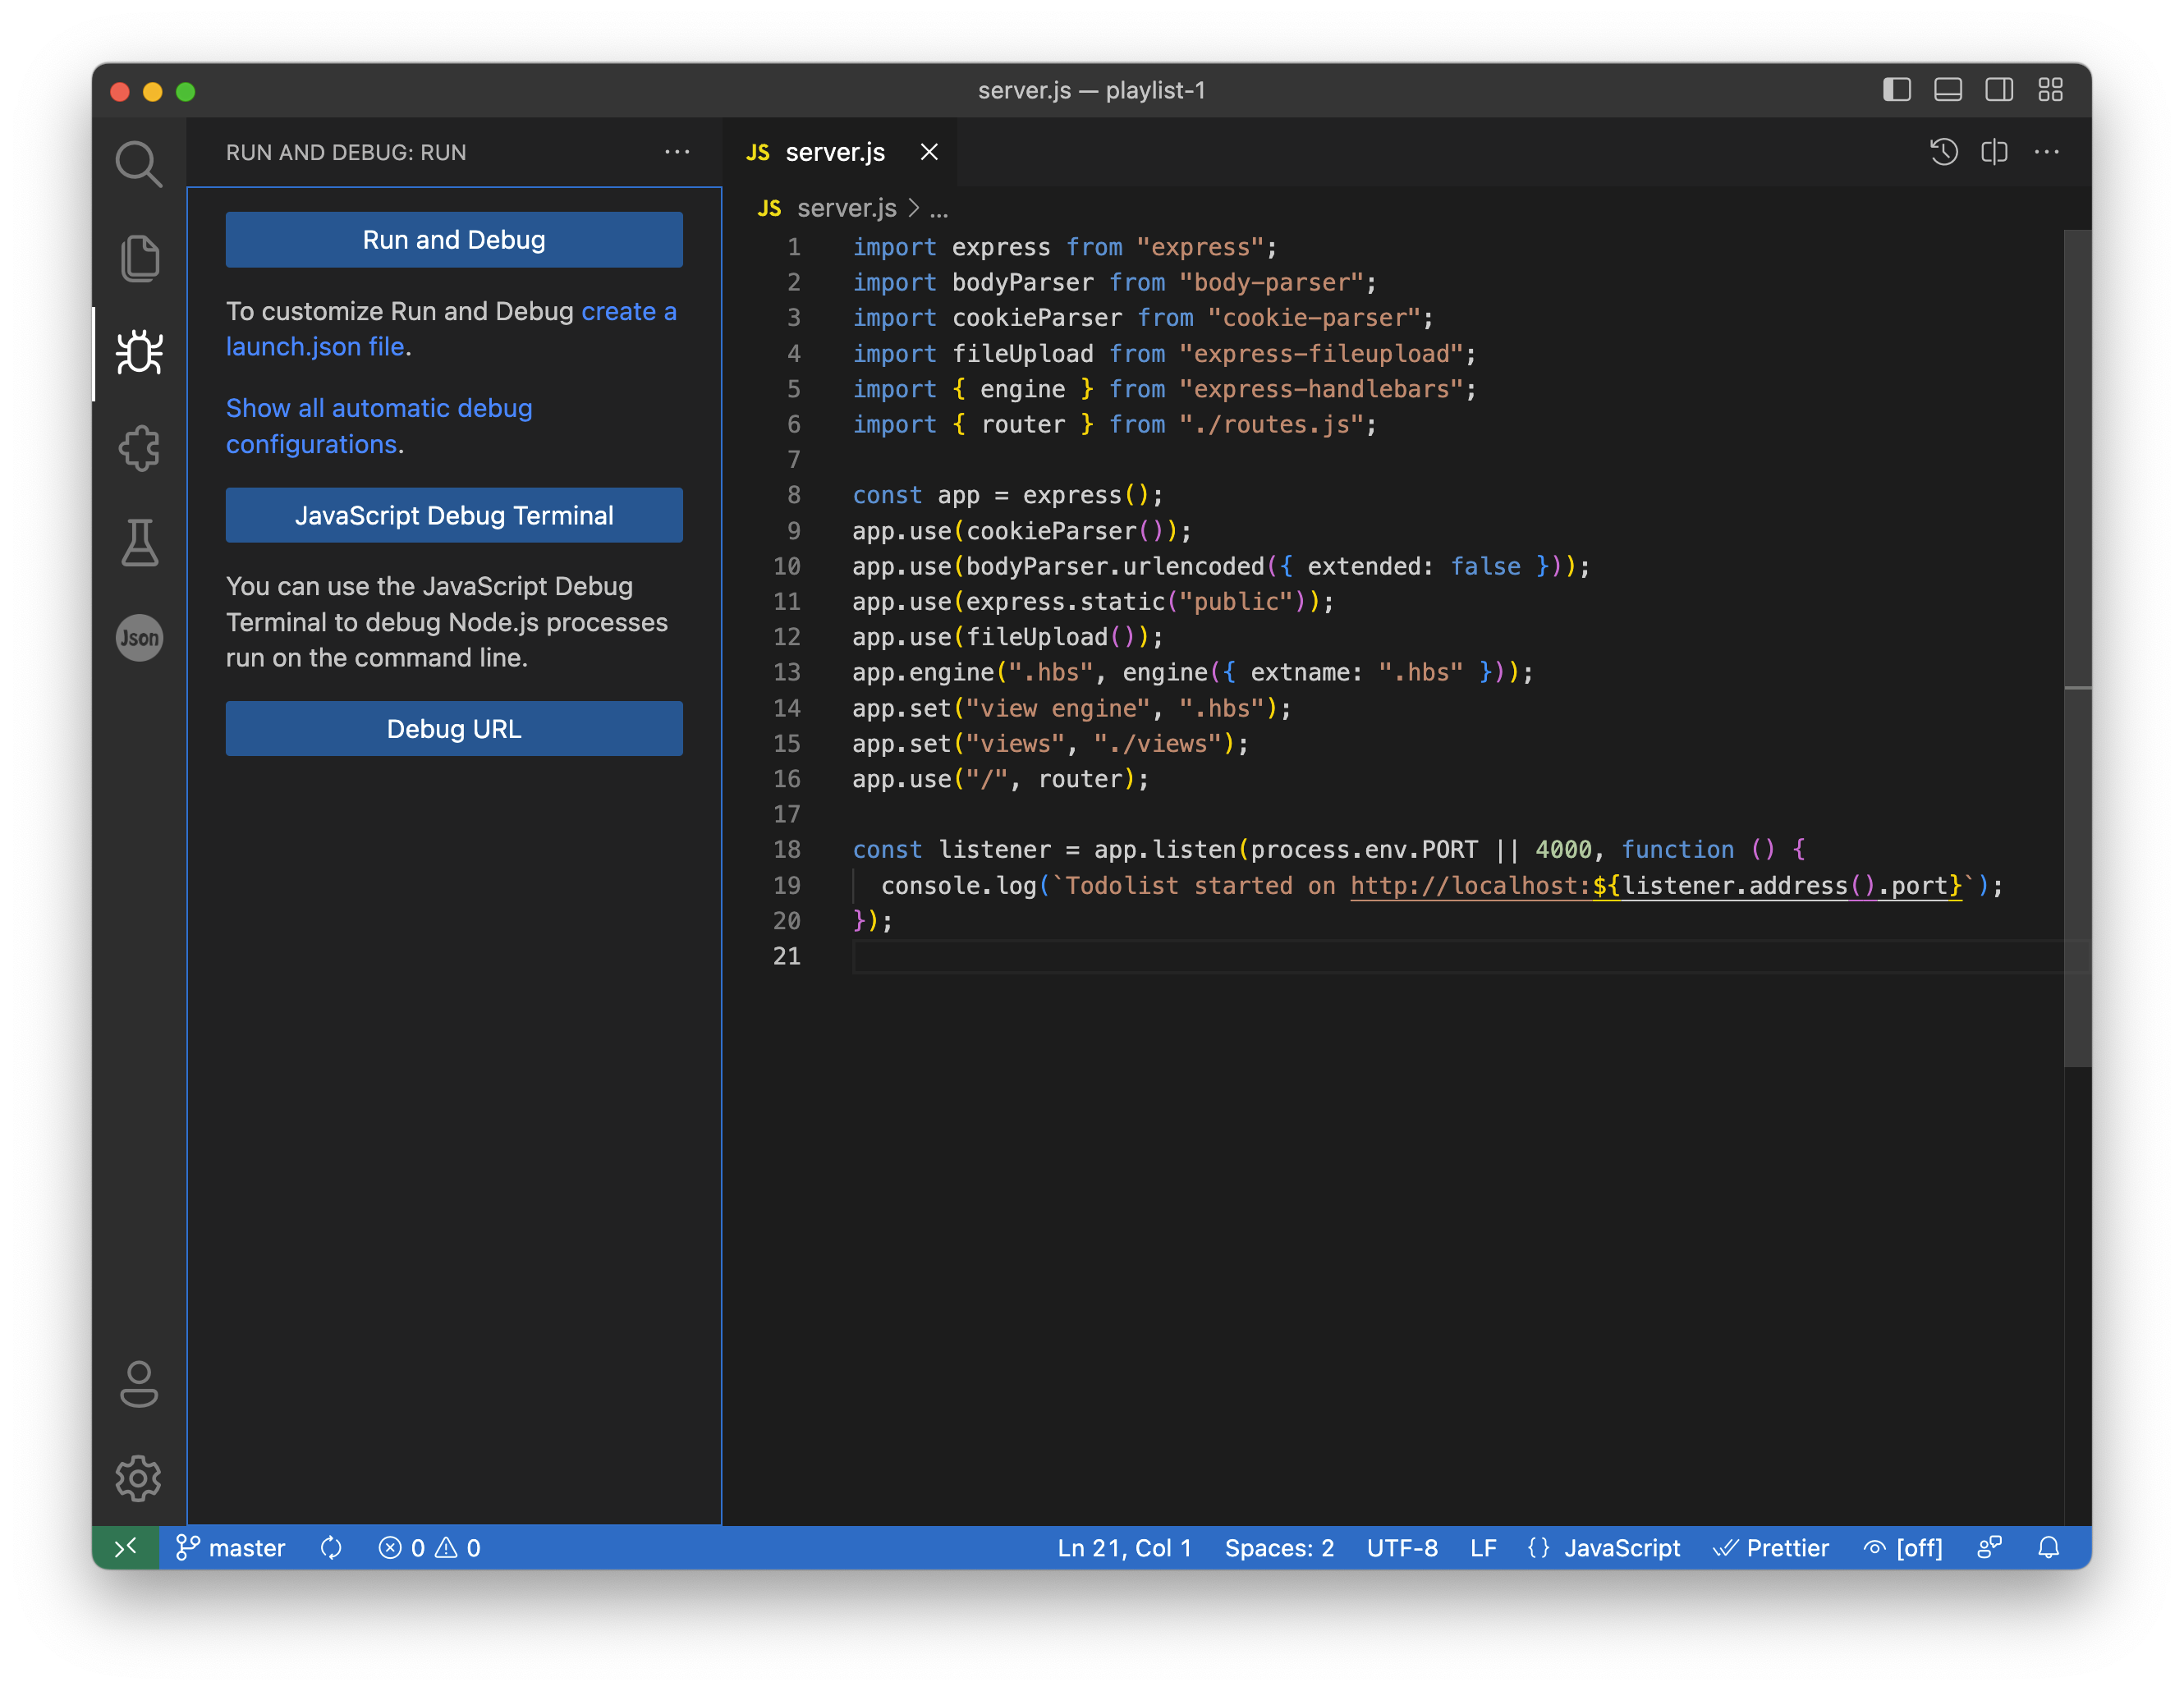 server.js — playlist-1
RUN AND DEBUG: RUN
Run and Debug
To customize Run and Debug create a
launch.json file.
Show all automatic debug
configurations.
JavaScript Debug Terminal
You can use the JavaScript Debug
Terminal to debug Node.js processes
run on the command line.
Debug URL
Json
JS server.js
JS server.js > ...
1 import express from "express";
2 import bodyParser from "body-parser";
3 import cookieParser from "cookie-parser";
4 import fileUpload from "express-fileupload";
5 import { engine } from "express-handlebars";
6 import { router } from "./routes.js";
7
8 const app = express();
9 app.use(cookieParser());
10 app.use(bodyParser.urlencoded({ extended: false }));
11 app.use(express.static("public"));
12 app.use(fileUpload());
13 app.engine(".hbs", engine({ extname: ".hbs" }));
14 app.set("view engine", ".hbs");
15 app.set("views", "./views");
16 app.use("/", router);
17
18 const listener = app.listen(process.env.PORT || 4000, function () {
19   console.log(`Todolist started on http://localhost:${listener.address().port}`);
20 });
21
master 0 0 Ln 21, Col 1 Spaces: 2 UTF-8 LF {} JavaScript Prettier [off]